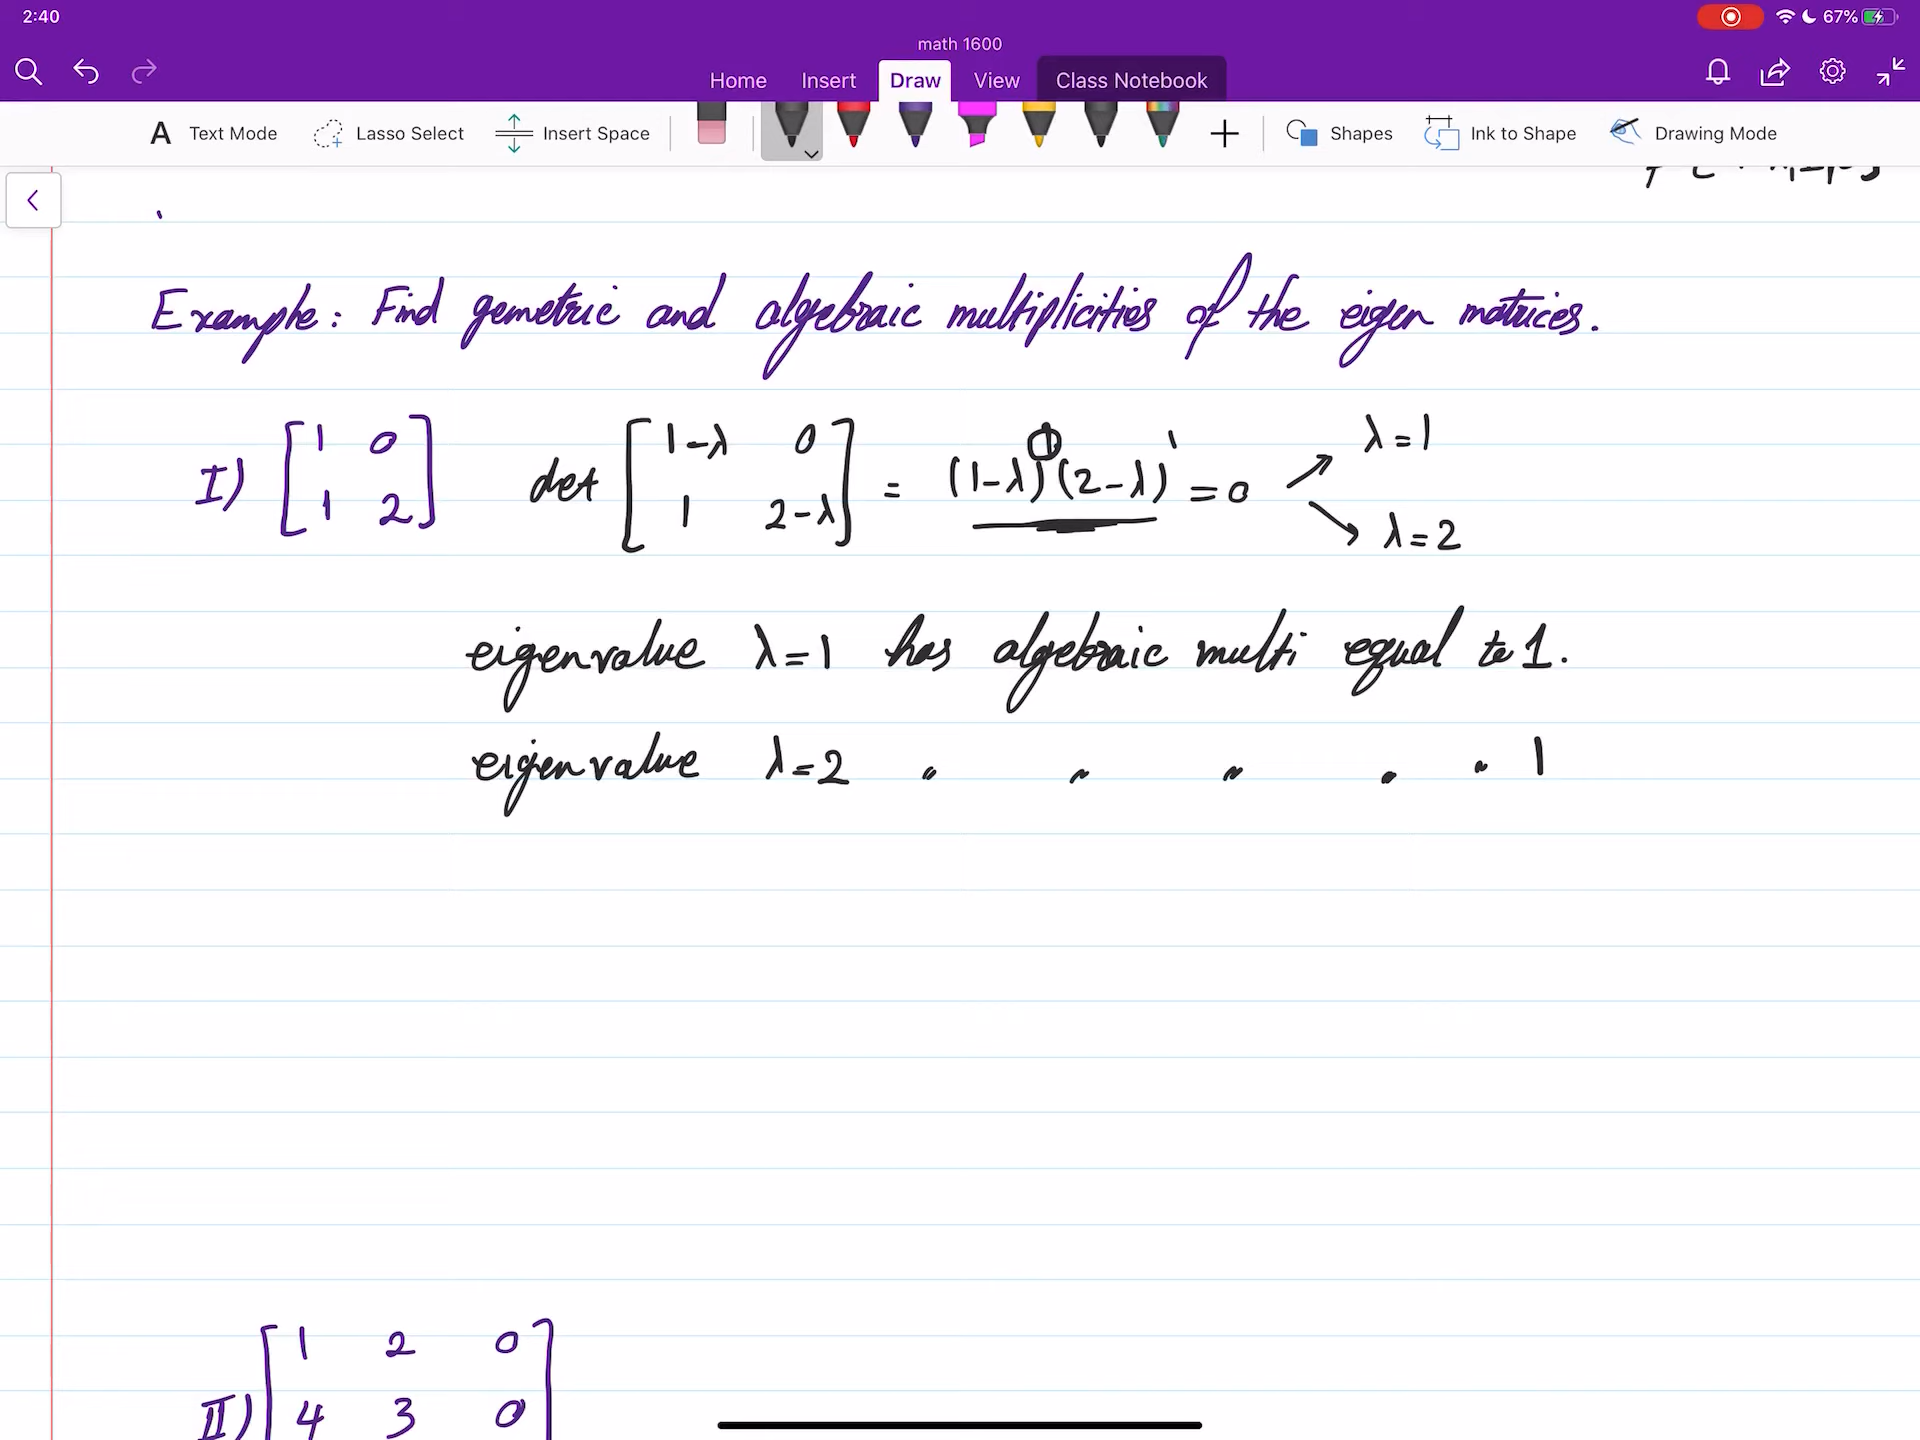 2:40
67%
math 1600
Home Insert Draw View Class Notebook
A Text Mode Lasso Select Insert Space Shapes Ink to Shape Drawing Mode
Example: Find gemetric and algebraic multiplicities of the eigen matrices.
I) [1 0; 1 2] det [1-λ 0; 1 2-λ] = (1-λ)^1 (2-λ)^1 = 0 λ=1 λ=2
eigenvalue λ=1 has algebraic multi equal to 1.
eigenvalue λ=2 〃 〃 〃 〃 〃 1
II) [1 2 0
4 3 0